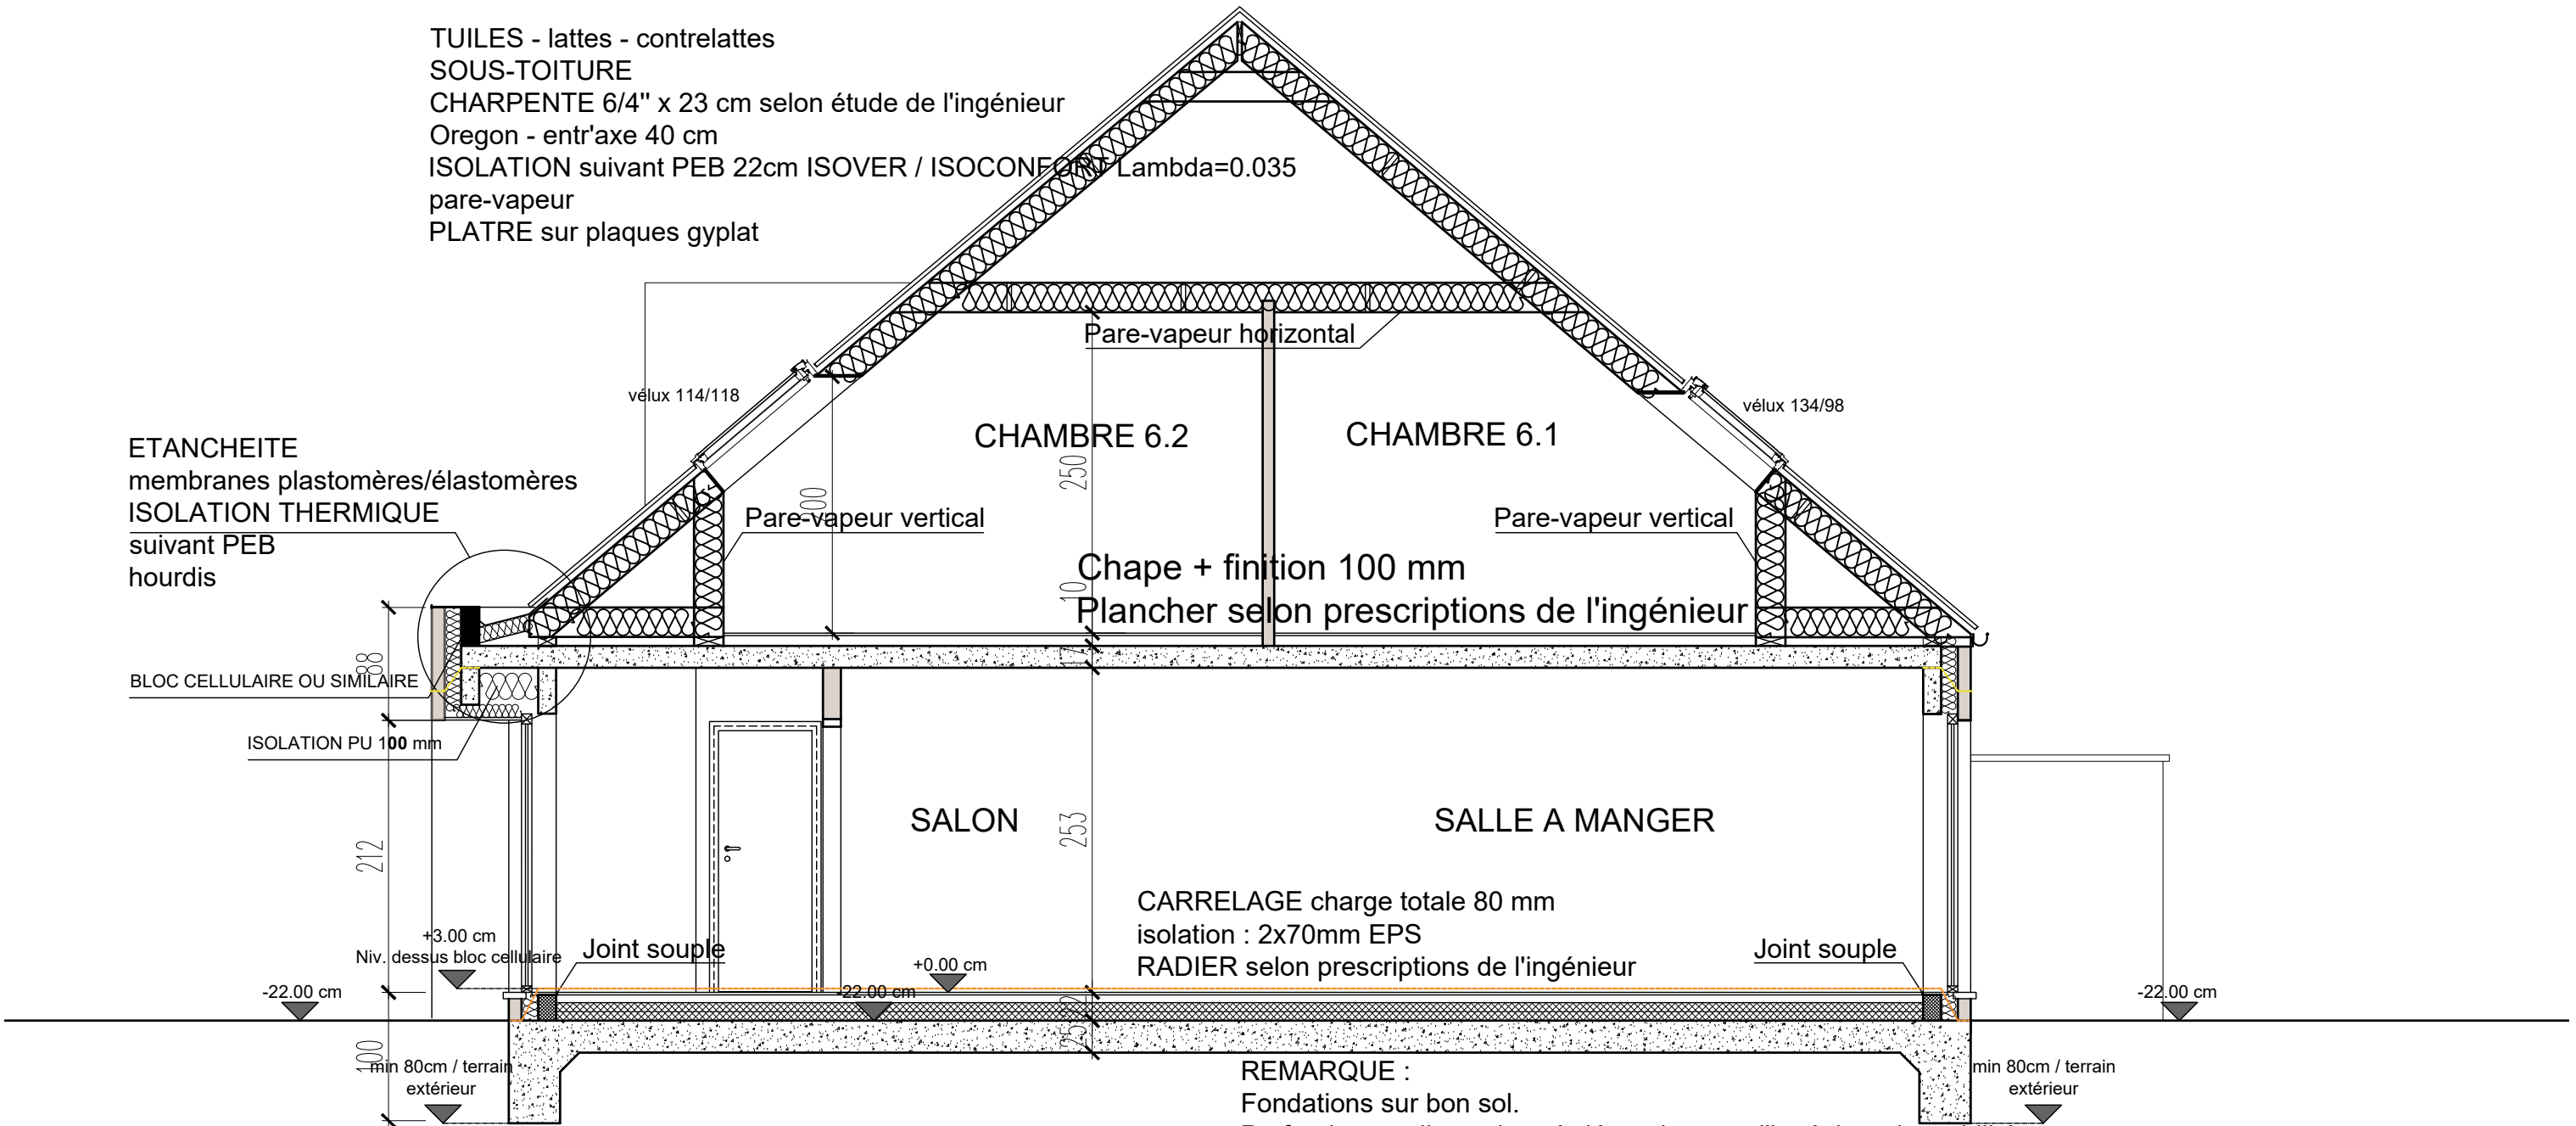 TUILES - lattes - contrelattes
SOUS-TOITURE
CHARPENTE 6/4" x 23 cm selon étude de l'ingénieur
Oregon - entr'axe 40 cm
ISOLATION suivant PEB 22cm ISOVER / ISOCONFORT Lambda=0.035
pare-vapeur
PLATRE sur plaques gyplat
Pare-vapeur horizontal
vélux 114/118
vélux 134/98
CHAMBRE 6.2
CHAMBRE 6.1
ETANCHEITE
membranes plastomères/élastomères
ISOLATION THERMIQUE
suivant PEB
hourdis
250
Pare-vapeur vertical
Pare-vapeur vertical
Chape + finition 100 mm
10
Plancher selon prescriptions de l'ingénieur
17
88
BLOC CELLULAIRE OU SIMILAIRE
ISOLATION PU 100 mm
SALON
SALLE A MANGER
253
212
CARRELAGE charge totale 80 mm
isolation : 2x70mm EPS
RADIER selon prescriptions de l'ingénieur
+3.00 cm
Niv. dessus bloc cellulaire
Joint souple
Joint souple
+0.00 cm
-22.00 cm
-22.00 cm
-22.00 cm
22
25
100
min 80cm / terrain
extérieur
min 80cm / terrain
extérieur
REMARQUE :
Fondations sur bon sol.